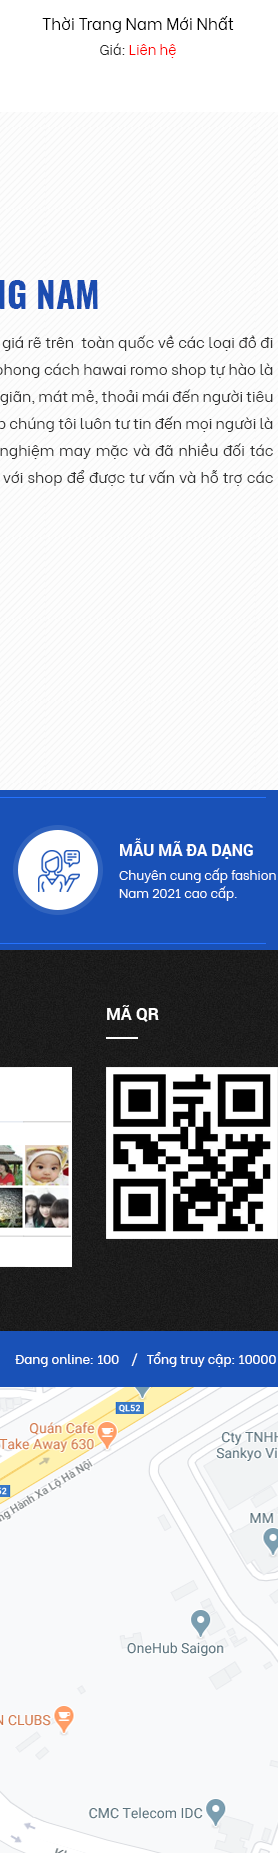 Thời Trang Nam Mới Nhất
Giá: Liên hệ
NG NAM
giá rẽ trên toàn quốc về các loại đồ đi
phong cách hawai romo shop tự hào là
giãn, mát mẻ, thoải mái đến người tiêu
chúng tôi luôn tư tin đến mọi người là
nghiệm may mặc và đã nhiều đối tác
với shop để được tư vấn và hỗ trợ các
MẪU MÃ ĐA DẠNG
Chuyên cung cấp fashion
Nam 2021 cao cấp.
MÃ QR
Đang online: 100 / Tổng truy cập: 10000
QL52
Quán Cafe
Take Away 630
Cty TNHH
Sankyo Vi
52
ng Hành Xa Lộ Hà Nội
MM
OneHub Saigon
N CLUBS
CMC Telecom IDC